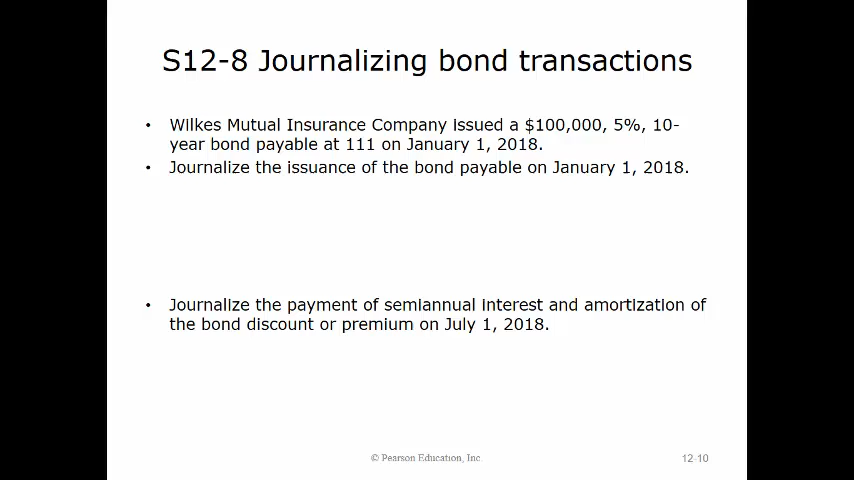 S12-8 Journalizing bond transactions
• Wilkes Mutual Insurance Company issued a $100,000, 5%, 10-
year bond payable at 111 on January 1, 2018.
• Journalize the issuance of the bond payable on January 1, 2018.
• Journalize the payment of semiannual interest and amortization of
the bond discount or premium on July 1, 2018.
© Pearson Education, Inc.
12-10